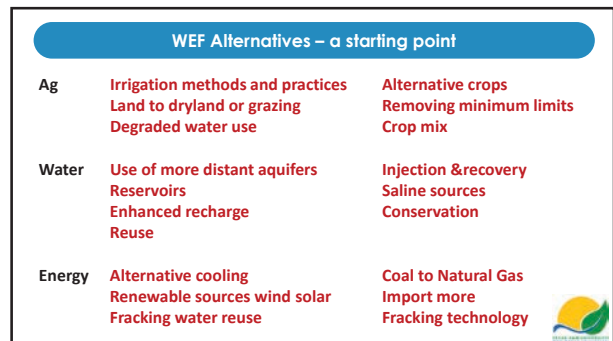 WEF Alternatives – a starting point
Ag Irrigation methods and practices Alternative crops
Land to dryland or grazing Removing minimum limits
Degraded water use Crop mix
Water Use of more distant aquifers Injection &recovery
Reservoirs Saline sources
Enhanced recharge Conservation
Reuse
Energy Alternative cooling Coal to Natural Gas
Renewable sources wind solar Import more
Fracking water reuse Fracking technology